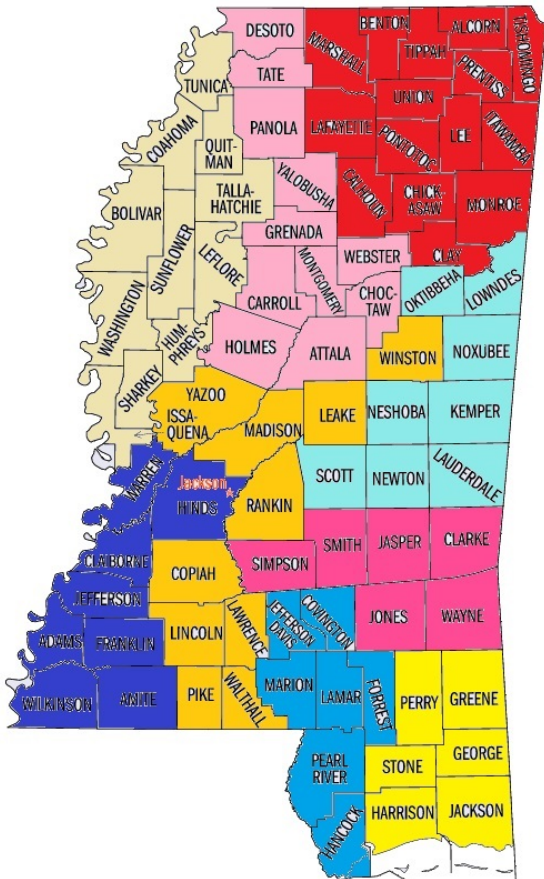 DESOTO
BENTON
ALCORN
TISHOMINGO
MARSHALL
TIPPAH
PRENTISS
TATE
TUNICA
UNION
PANOLA
LAFAYETTE
PONTOTOC
LEE
ITAWAMBA
COAHOMA
QUIT-
MAN
YALOBUSHA
CALHOUN
CHICK-
ASAW
MONROE
TALLA-
HATCHIE
BOLIVAR
SUNFLOWER
LEFLORE
GRENADA
MONTGOMERY
WEBSTER
CLAY
OKTIBBEHA
LOWNDES
CARROLL
CHOC-
TAW
WASHINGTON
HUM-
PHREYS
HOLMES
ATTALA
WINSTON
NOXUBEE
SHARKEY
YAZOO
ISSA-
QUENA
MADISON
LEAKE
NESHOBA
KEMPER
WARREN
Jackson
HINDS
RANKIN
SCOTT
NEWTON
LAUDERDALE
CLAIBORNE
COPIAH
SIMPSON
SMITH
JASPER
CLARKE
JEFFERSON
ADAMS
FRANKLIN
LINCOLN
LAWRENCE
JEFFERSON
DAVIS
COVINGTON
JONES
WAYNE
WILKINSON
AMITE
PIKE
WALTHALL
MARION
LAMAR
FORREST
PERRY
GREENE
PEARL
RIVER
STONE
GEORGE
HANCOCK
HARRISON
JACKSON